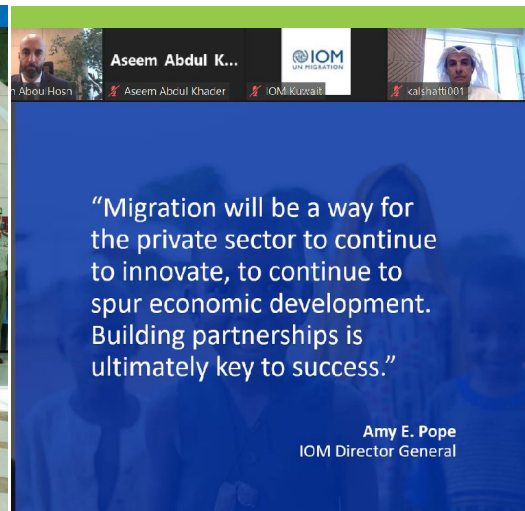 Aseem Abdul K...
IOM
UN MIGRATION
n Aboul Hosn
Aseem Abdul Khader
IOM Kuwait
kalshatti001
“Migration will be a way for
the private sector to continue
to innovate, to continue to
spur economic development.
Building partnerships is
ultimately key to success.”
Amy E. Pope
IOM Director General